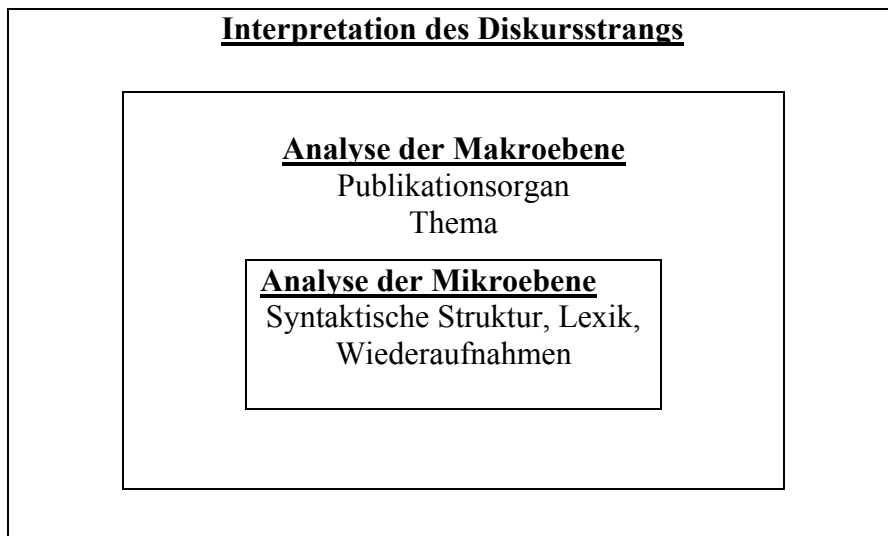 Interpretation des Diskursstrangs
Analyse der Makroebene
Publikationsorgan
Thema
Analyse der Mikroebene
Syntaktische Struktur, Lexik,
Wiederaufnahmen